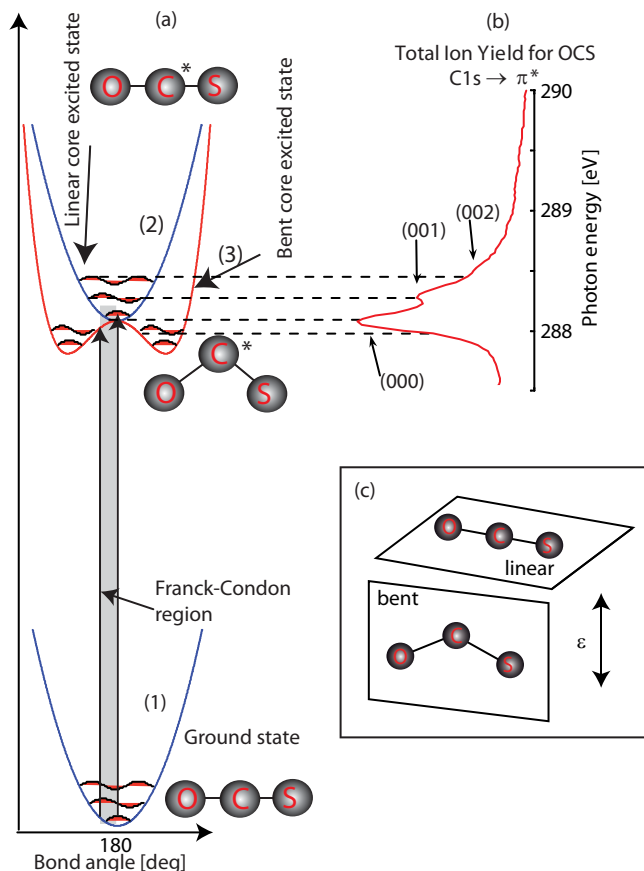 (a)
Linear core excited state
O C * S
Bent core excited state
(2)
(3)
O C * S
Franck-Condon
region
(1)
Ground state
O C S
180
Bond angle [deg]
(b)
Total Ion Yield for OCS
C1s → π*
290
289
288
Photon energy [eV]
(002)
(001)
(000)
(c)
O C S
linear
bent
O C S
ε